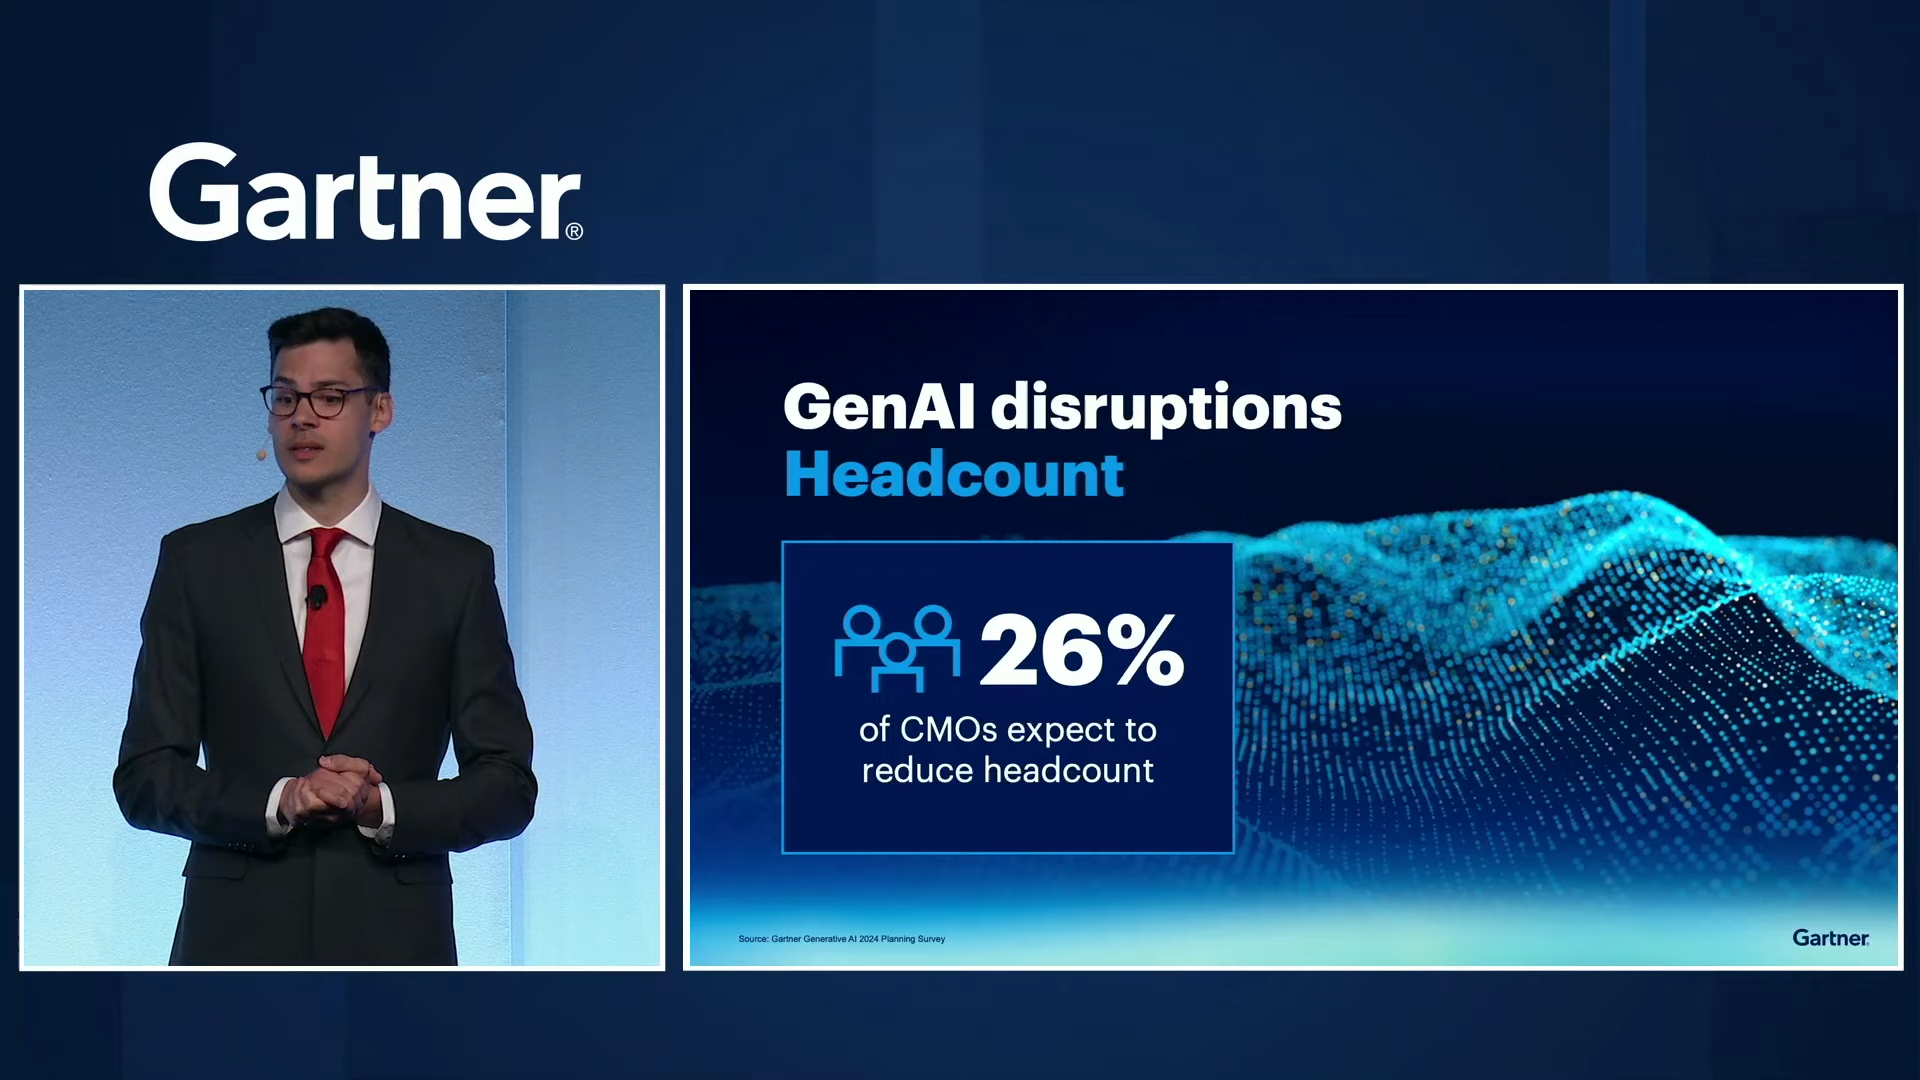 Gartner®
GenAI disruptions
Headcount
26%
of CMOs expect to
reduce headcount
Source: Gartner Generative AI 2024 Planning Survey
Gartner